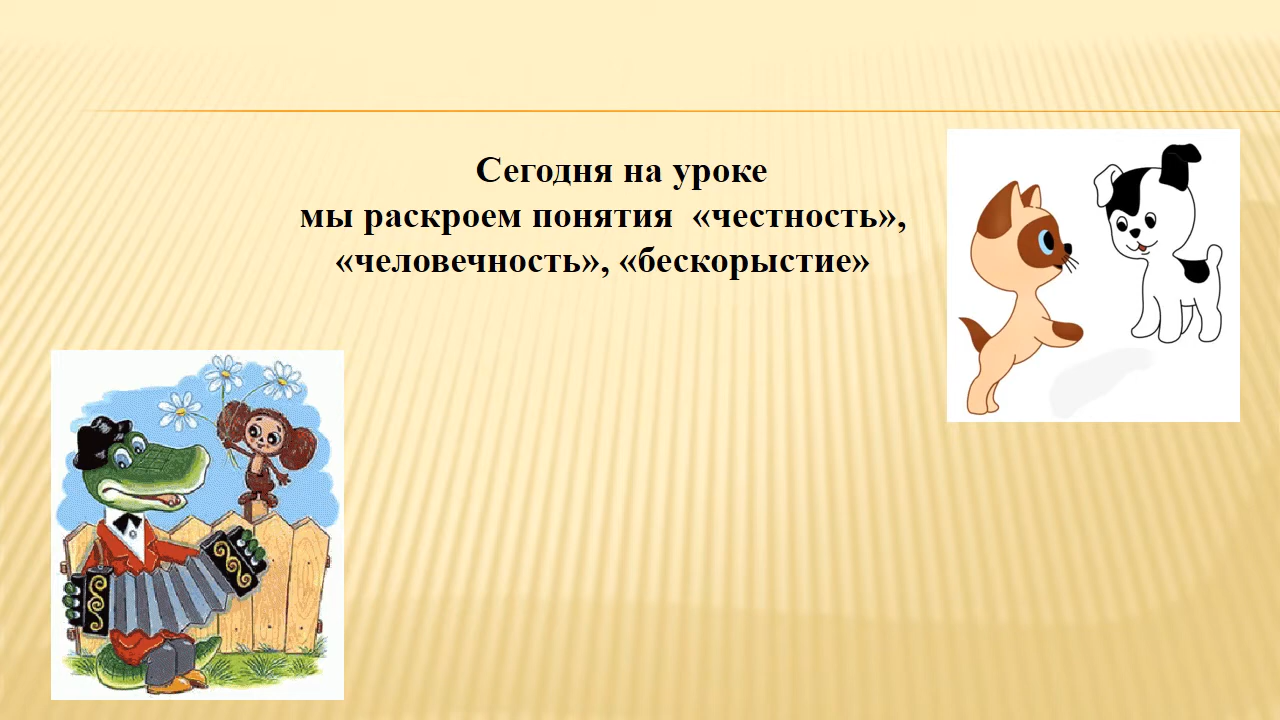 Сегодня на уроке
мы раскроем понятия  «честность»,
«человечность», «бескорыстие»